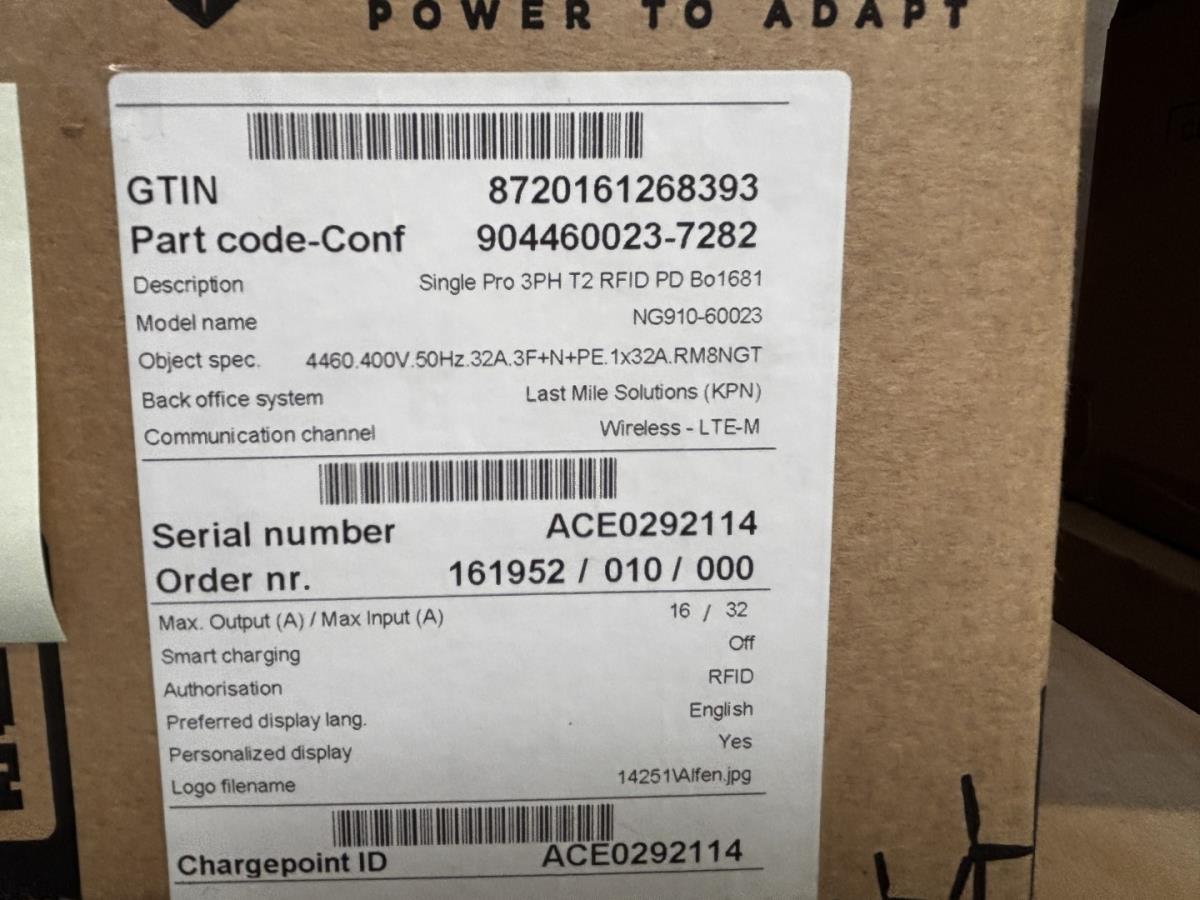 POWER TO ADAPT
GTIN 8720161268393
Part code-Conf 904460023-7282
Description Single Pro 3PH T2 RFID PD Bo1681
Model name NG910-60023
Object spec. 4460.400V.50Hz.32A.3F+N+PE.1x32A.RM8NGT
Back office system Last Mile Solutions (KPN)
Communication channel Wireless - LTE-M
Serial number ACE0292114
Order nr. 161952 / 010 / 000
Max. Output (A) / Max Input (A) 16 / 32
Smart charging Off
Authorisation RFID
Preferred display lang. English
Personalized display Yes
Logo filename 14251\Alfen.jpg
Chargepoint ID ACE0292114